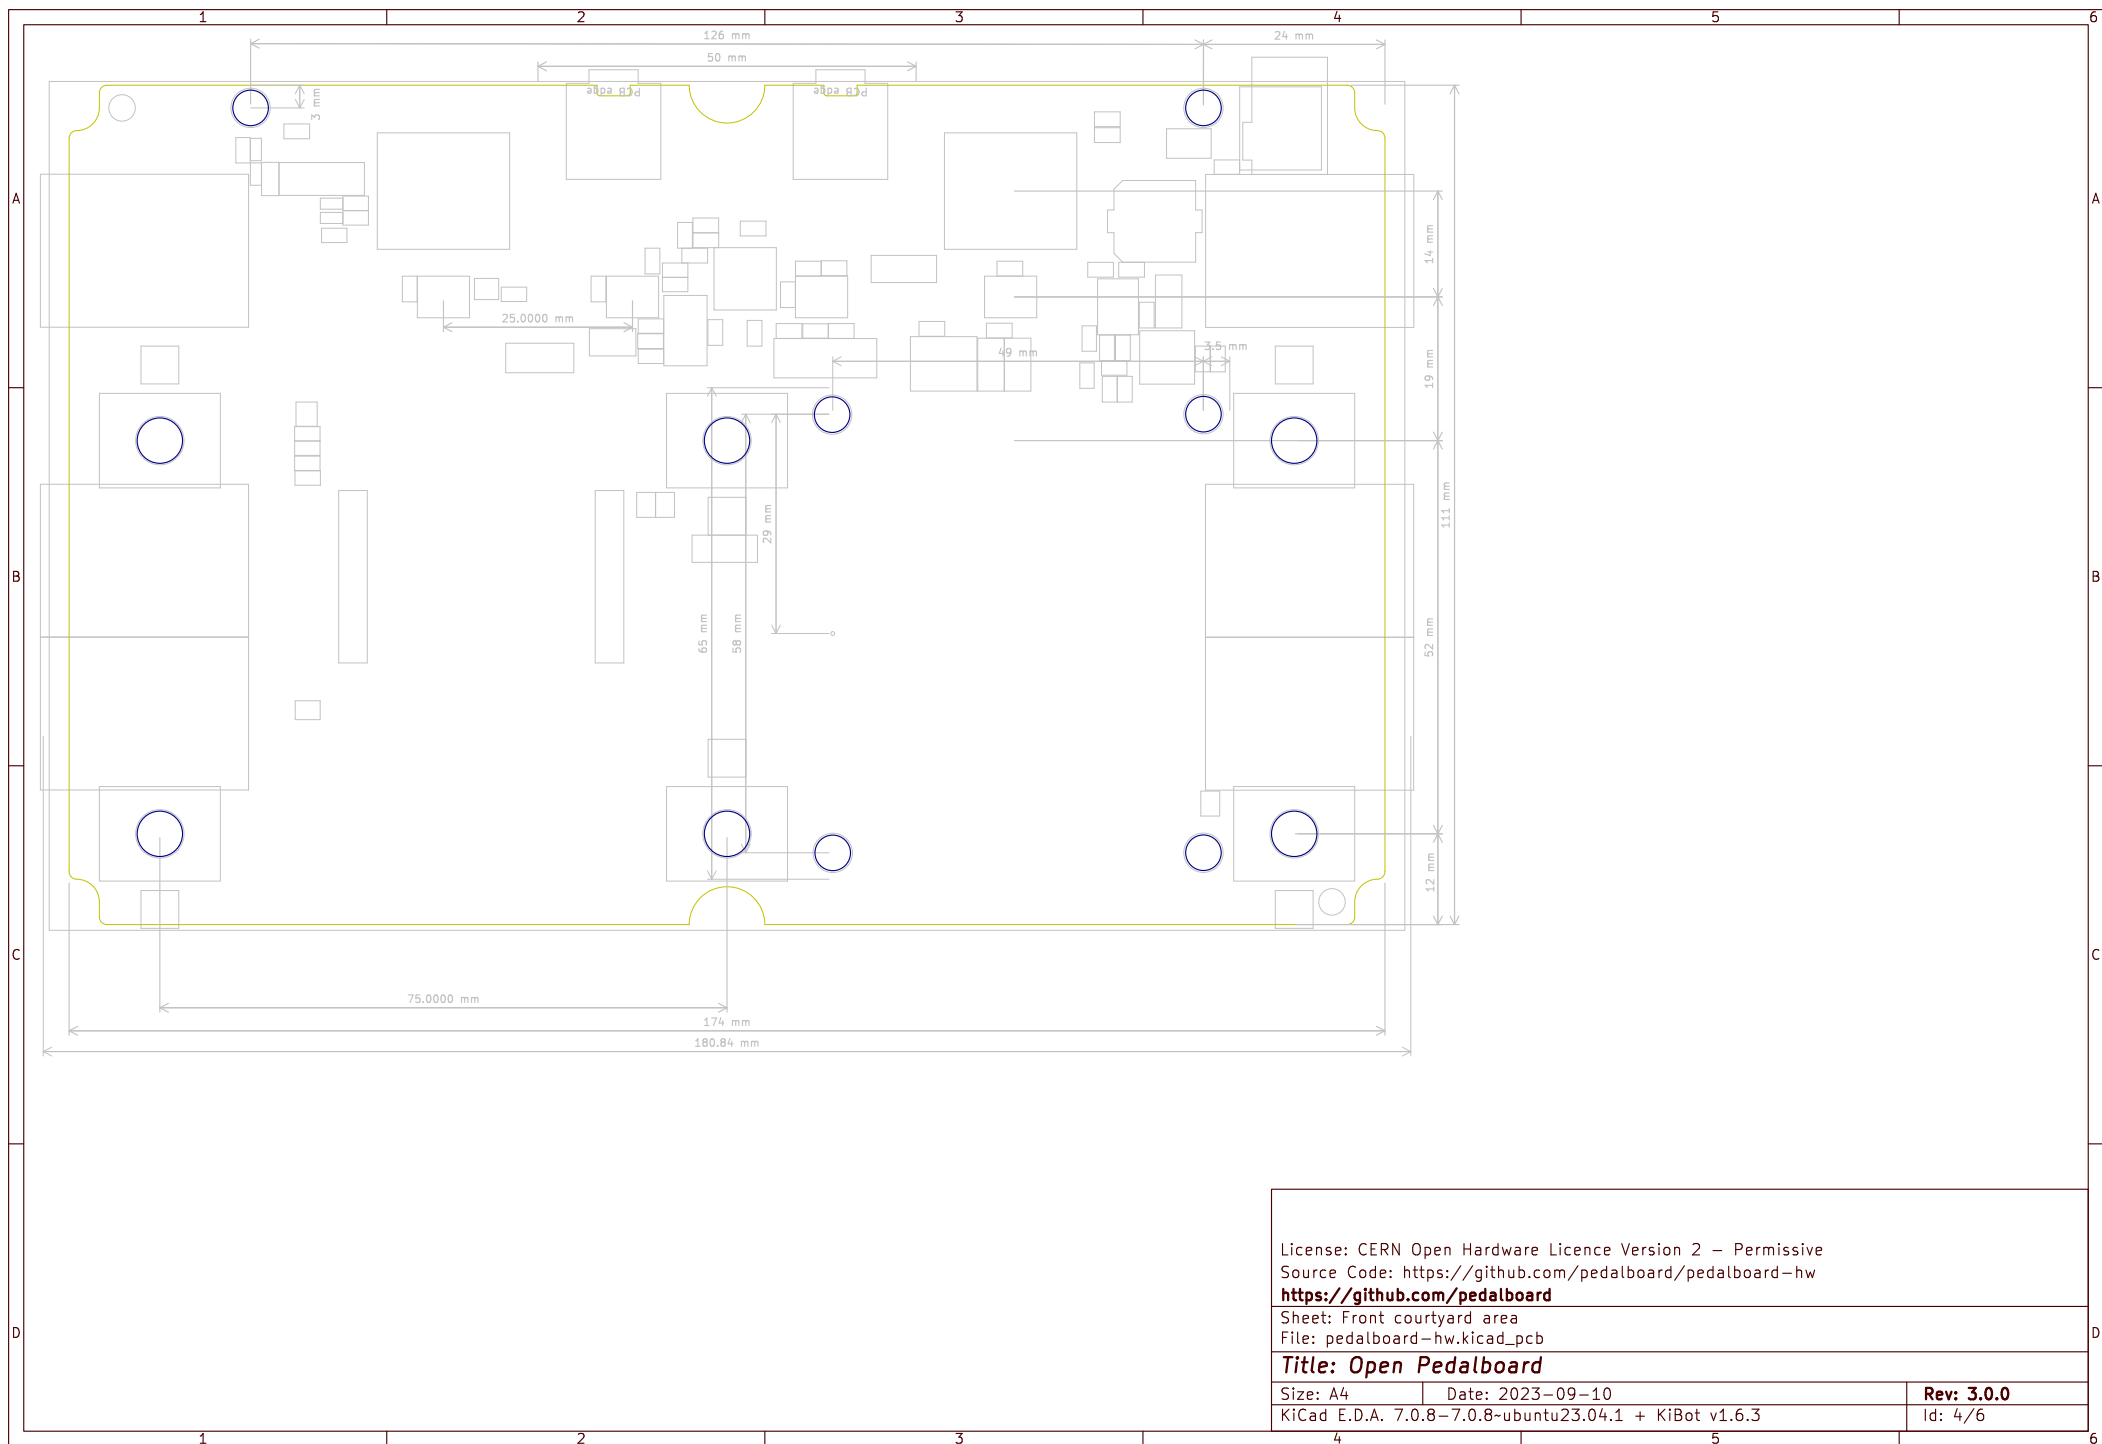 1 2 3 4 5 6
126 mm
24 mm
50 mm
3 mm
PCB edge
PCB edge
A
A
14 mm
25.0000 mm
49 mm
3.5 mm
19 mm
111 mm
29 mm
B
B
65 mm
58 mm
52 mm
12 mm
C
C
75.0000 mm
174 mm
180.84 mm
License: CERN Open Hardware Licence Version 2 - Permissive
Source Code: https://github.com/pedalboard/pedalboard-hw
https://github.com/pedalboard
Sheet: Front courtyard area
File: pedalboard-hw.kicad_pcb
D
D
Title: Open Pedalboard
Size: A4
Date: 2023-09-10
Rev: 3.0.0
KiCad E.D.A. 7.0.8-7.0.8~ubuntu23.04.1 + KiBot v1.6.3
Id: 4/6
1 2 3 4 5 6